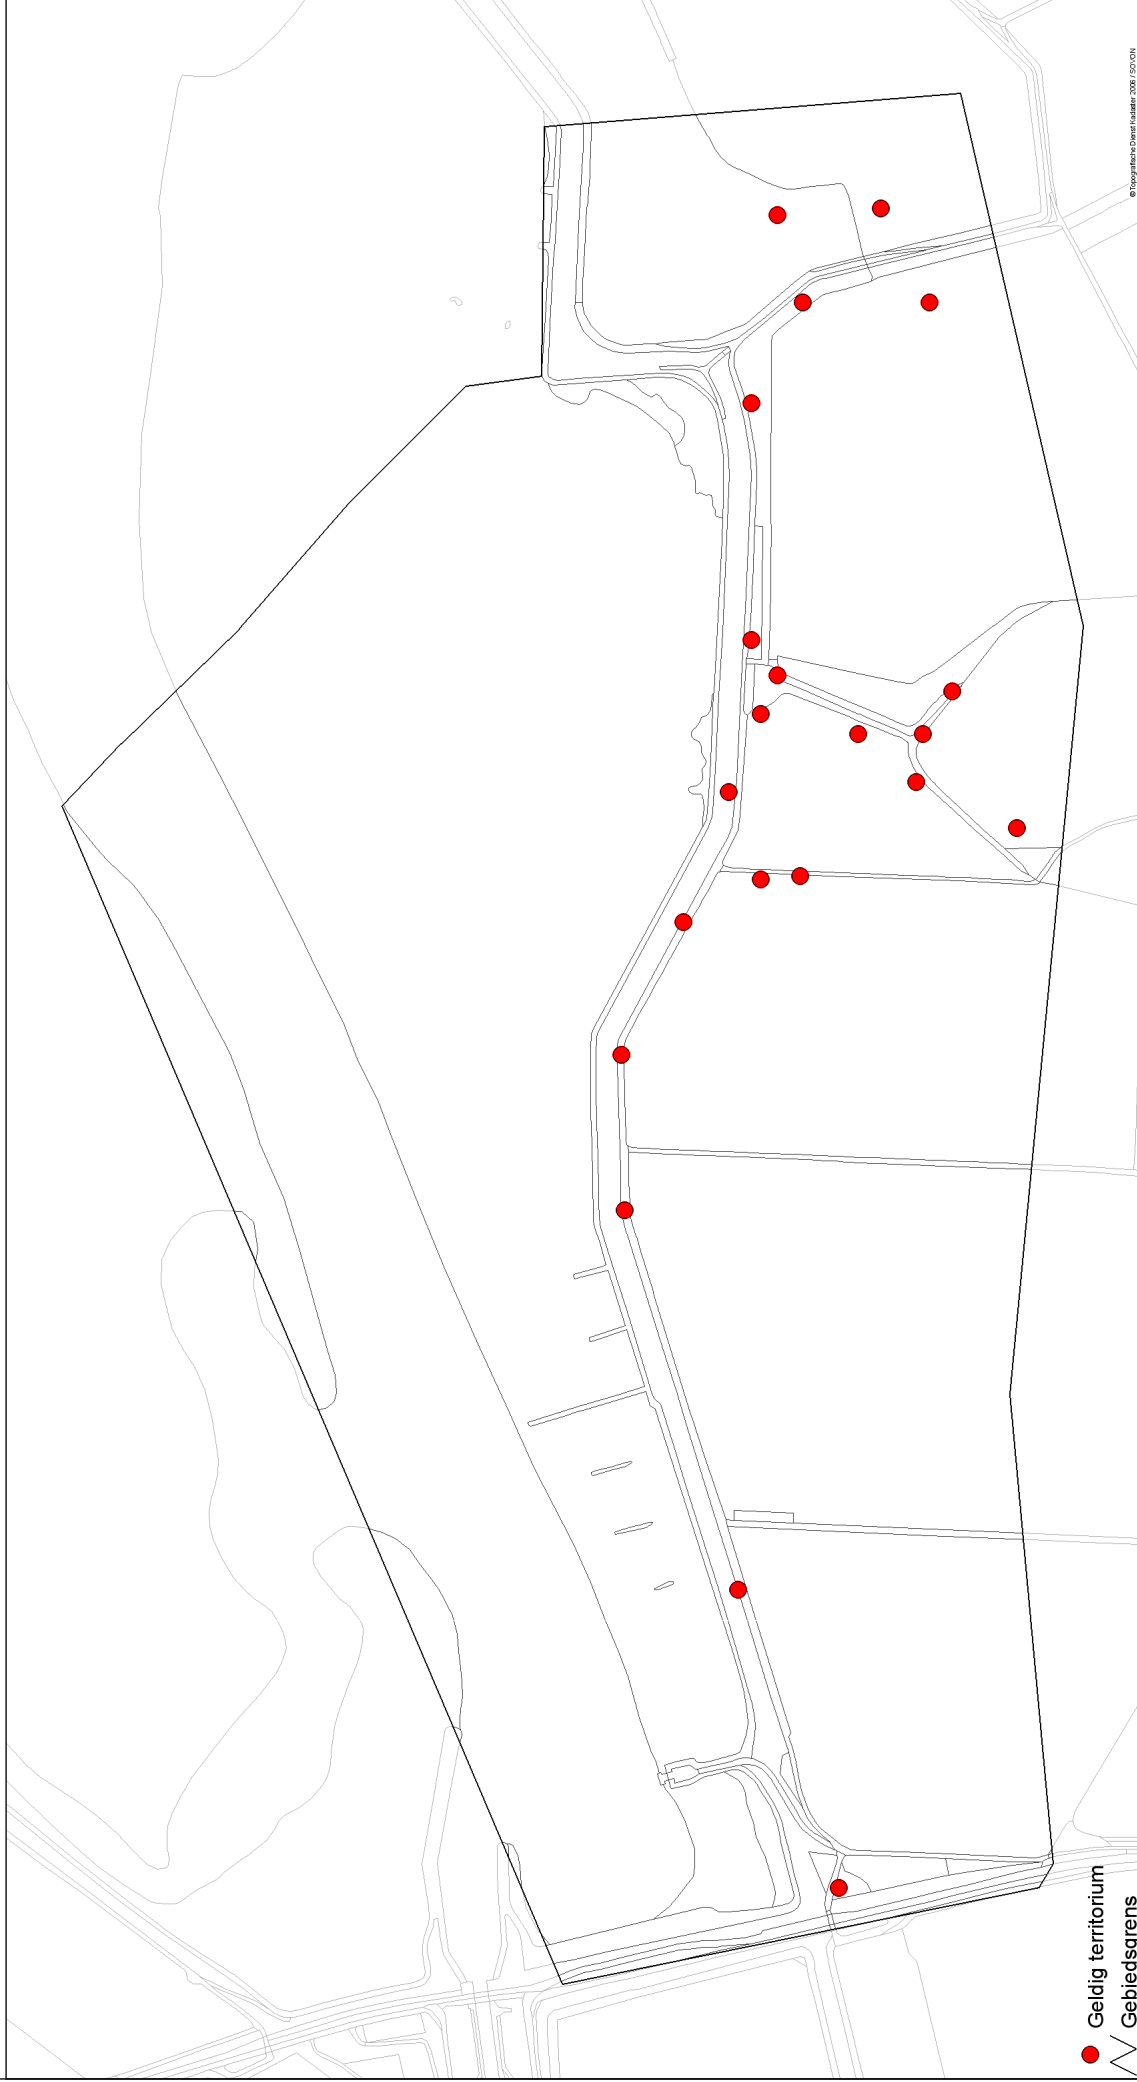 © Topografische Dienst Kadaster 2006 / SOVON
Geldig territorium
Gebiedsgrens